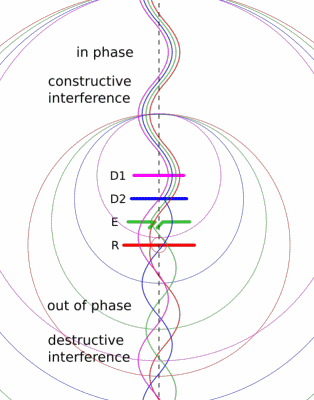 in phase
constructive
interference
D1
D2
E
R
out of phase
destructive
interference